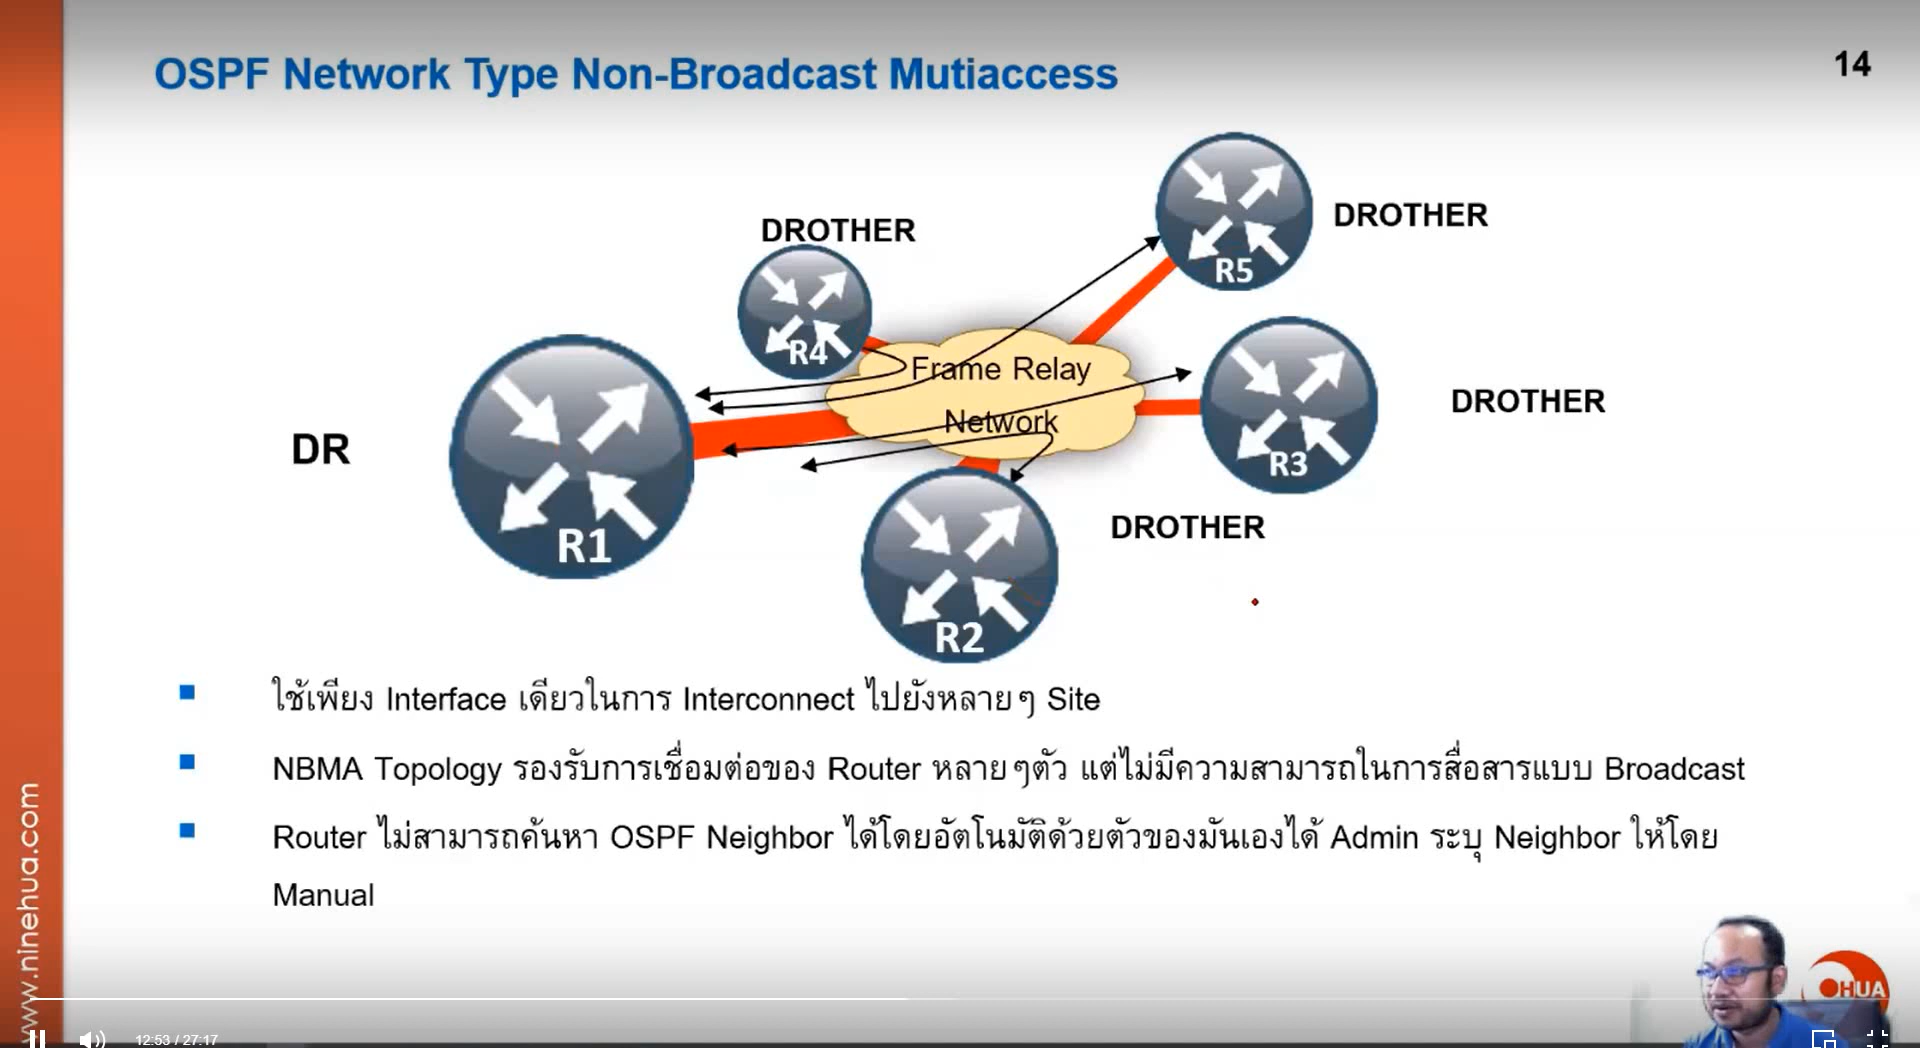 OSPF Network Type Non-Broadcast Mutiaccess
14
DROTHER
R5
DROTHER
R4
Frame Relay
Network
DR
R1
R3
DROTHER
R2
DROTHER
ใช้เพียง Interface เดียวในการ Interconnect ไปยังหลายๆ Site
NBMA Topology รองรับการเชื่อมต่อของ Router หลายๆตัว แต่ไม่มีความสามารถในการสื่อสารแบบ Broadcast
Router ไม่สามารถค้นหา OSPF Neighbor ได้โดยอัตโนมัติด้วยตัวของมันเองได้ Admin ระบุ Neighbor ให้โดย
Manual
www.ninehua.com
HUA
12:53 / 27:17